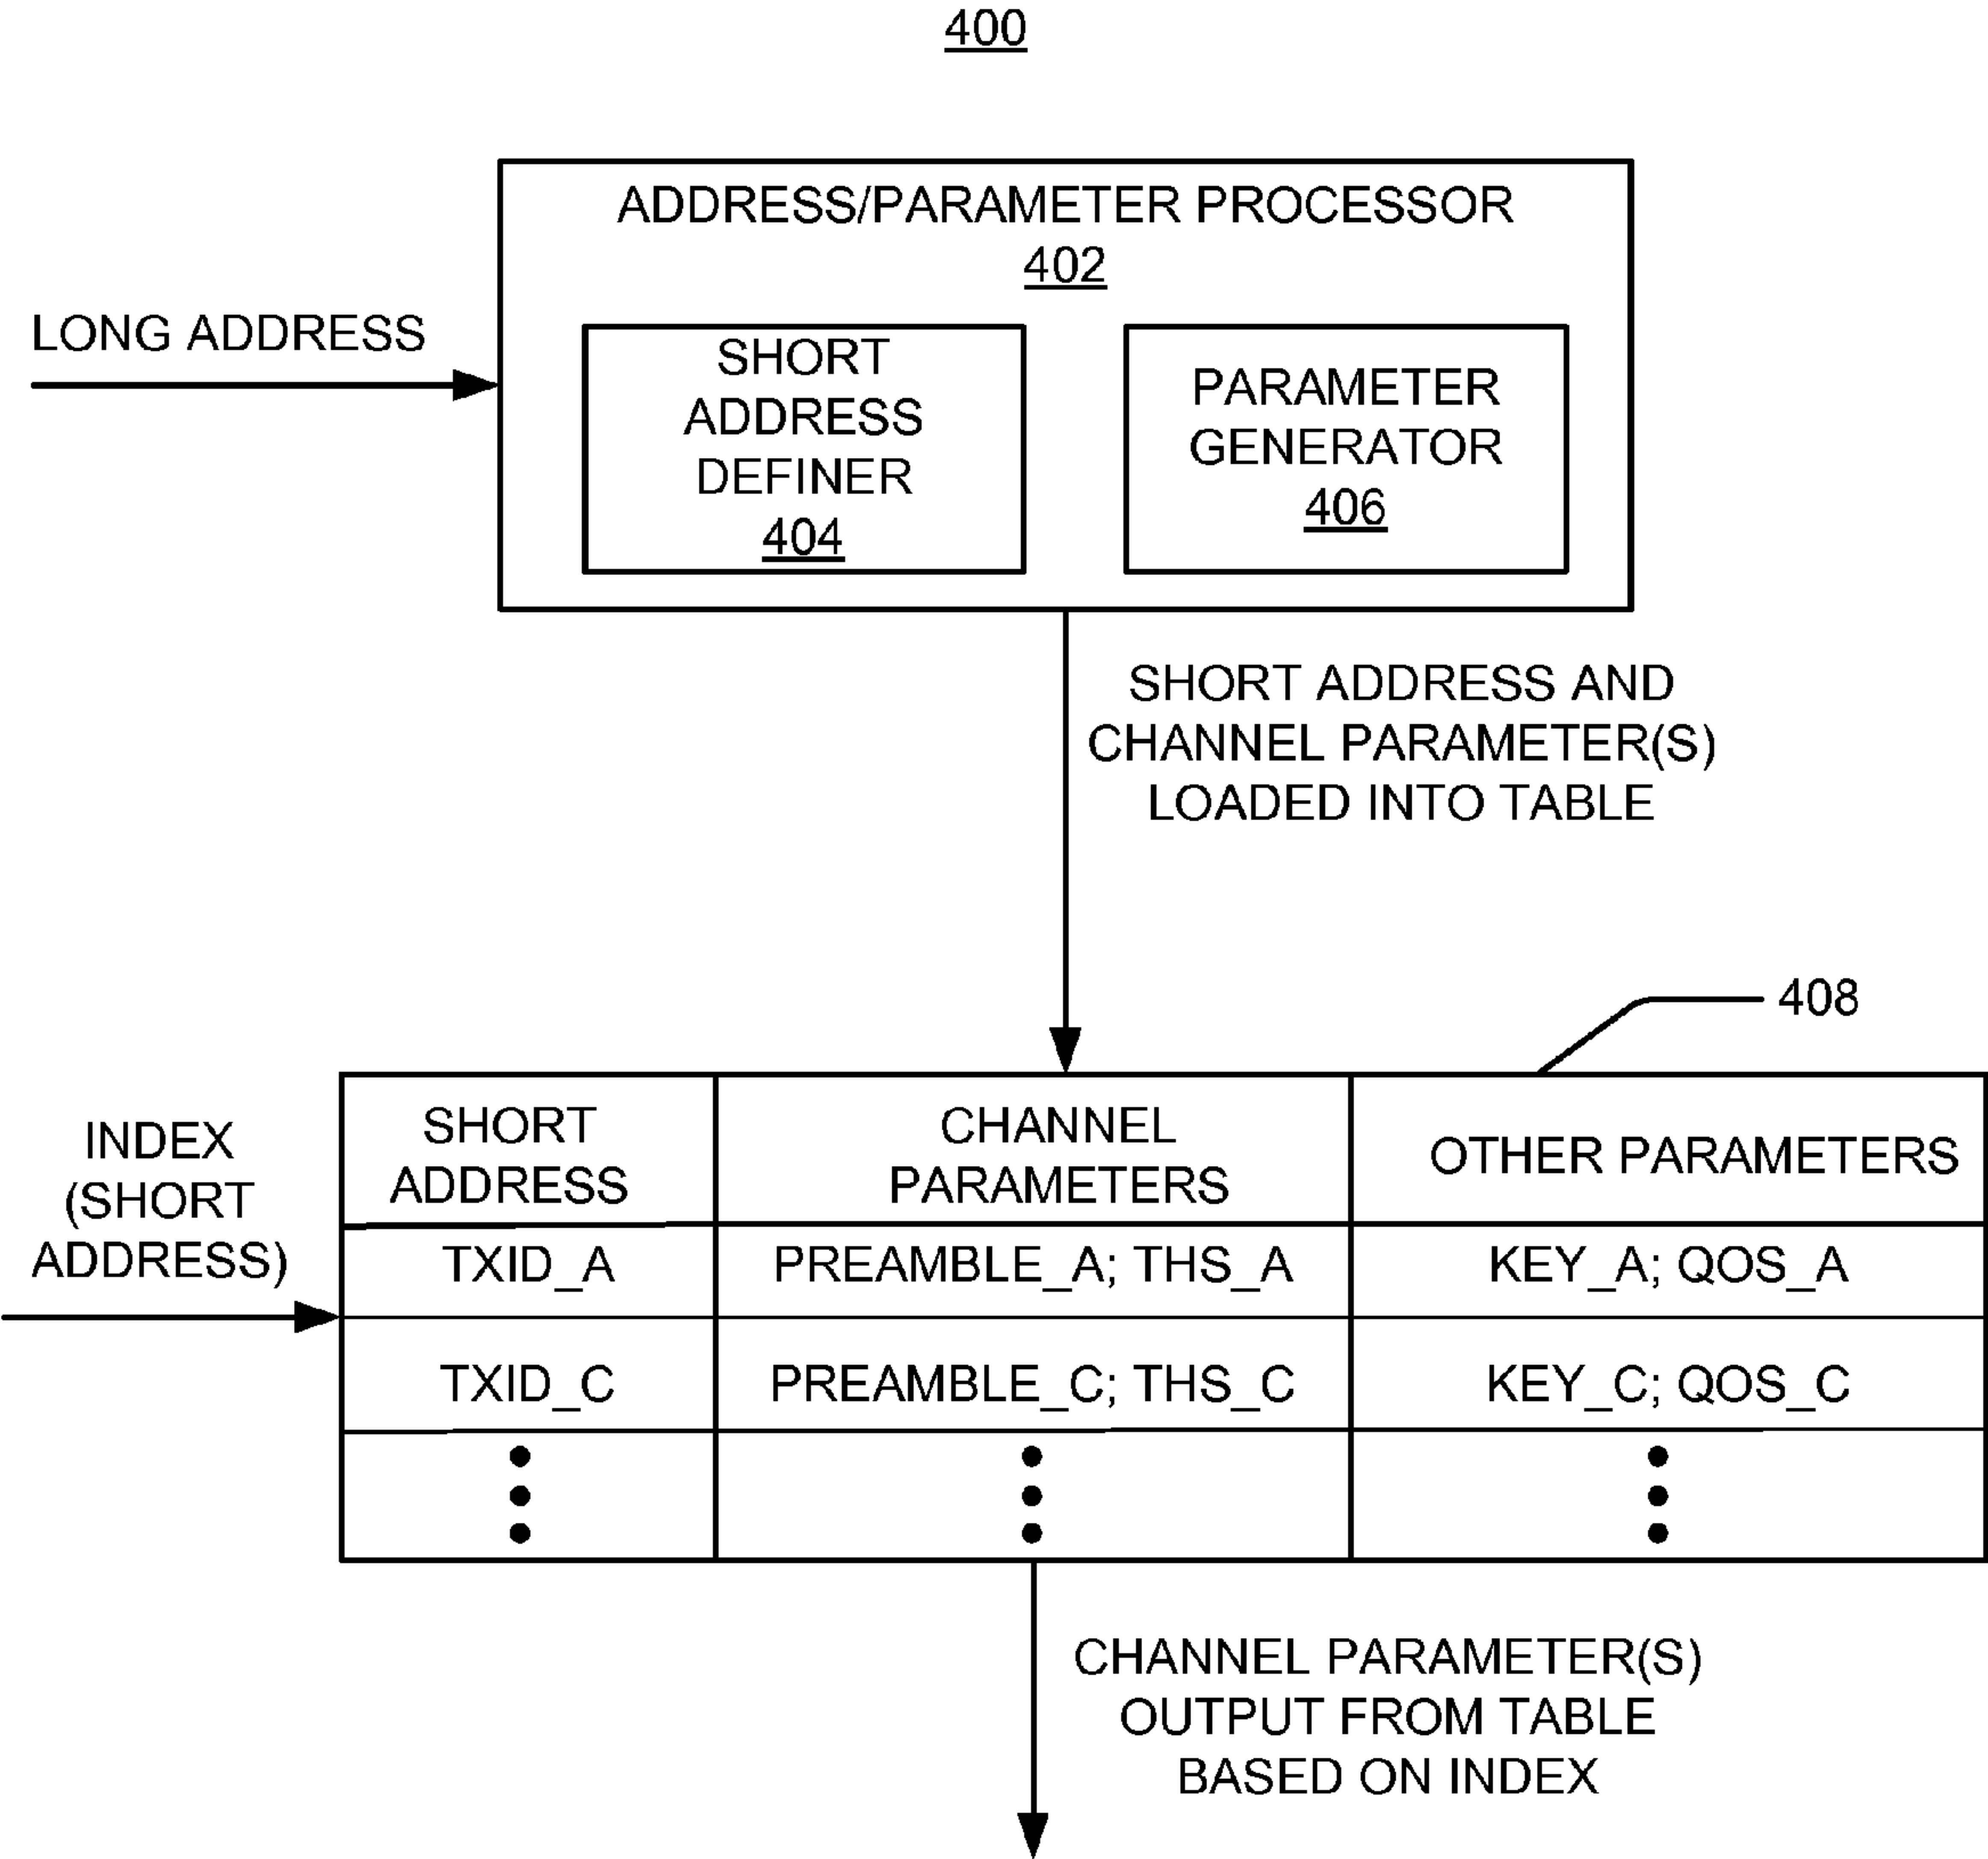 400
ADDRESS/PARAMETER PROCESSOR
402
LONG ADDRESS
SHORT
ADDRESS
DEFINER
404
PARAMETER
GENERATOR
406
SHORT ADDRESS AND
CHANNEL PARAMETER(S)
LOADED INTO TABLE
408
INDEX
(SHORT
ADDRESS)
SHORT
ADDRESS
CHANNEL
PARAMETERS
OTHER PARAMETERS
TXID_A
PREAMBLE_A; THS_A
KEY_A; QOS_A
TXID_C
PREAMBLE_C; THS_C
KEY_C; QOS_C
CHANNEL PARAMETER(S)
OUTPUT FROM TABLE
BASED ON INDEX